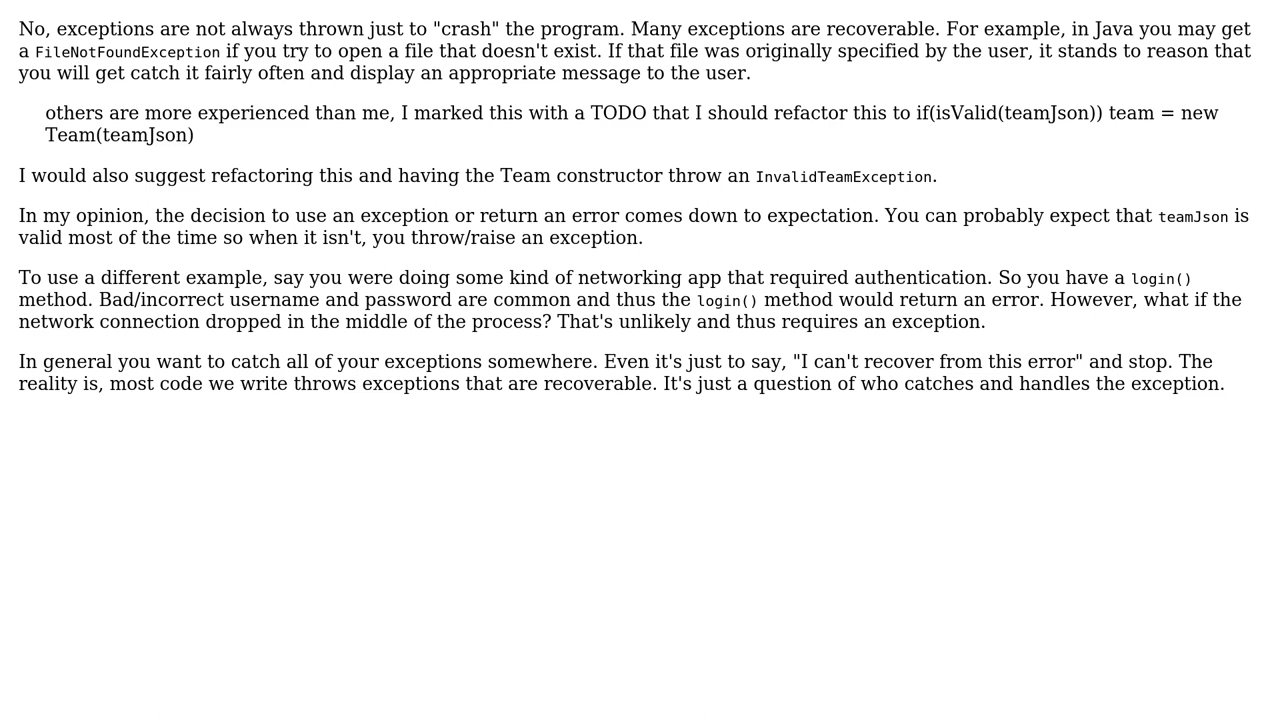 No, exceptions are not always thrown just to "crash" the program. Many exceptions are recoverable. For example, in Java you may get
a FileNotFoundException if you try to open a file that doesn't exist. If that file was originally specified by the user, it stands to reason that
you will get catch it fairly often and display an appropriate message to the user.
others are more experienced than me, I marked this with a TODO that I should refactor this to if(isValid(teamJson)) team = new
Team(teamJson)
I would also suggest refactoring this and having the Team constructor throw an InvalidTeamException.
In my opinion, the decision to use an exception or return an error comes down to expectation. You can probably expect that teamJson is
valid most of the time so when it isn't, you throw/raise an exception.
To use a different example, say you were doing some kind of networking app that required authentication. So you have a login()
method. Bad/incorrect username and password are common and thus the login() method would return an error. However, what if the
network connection dropped in the middle of the process? That's unlikely and thus requires an exception.
In general you want to catch all of your exceptions somewhere. Even it's just to say, "I can't recover from this error" and stop. The
reality is, most code we write throws exceptions that are recoverable. It's just a question of who catches and handles the exception.